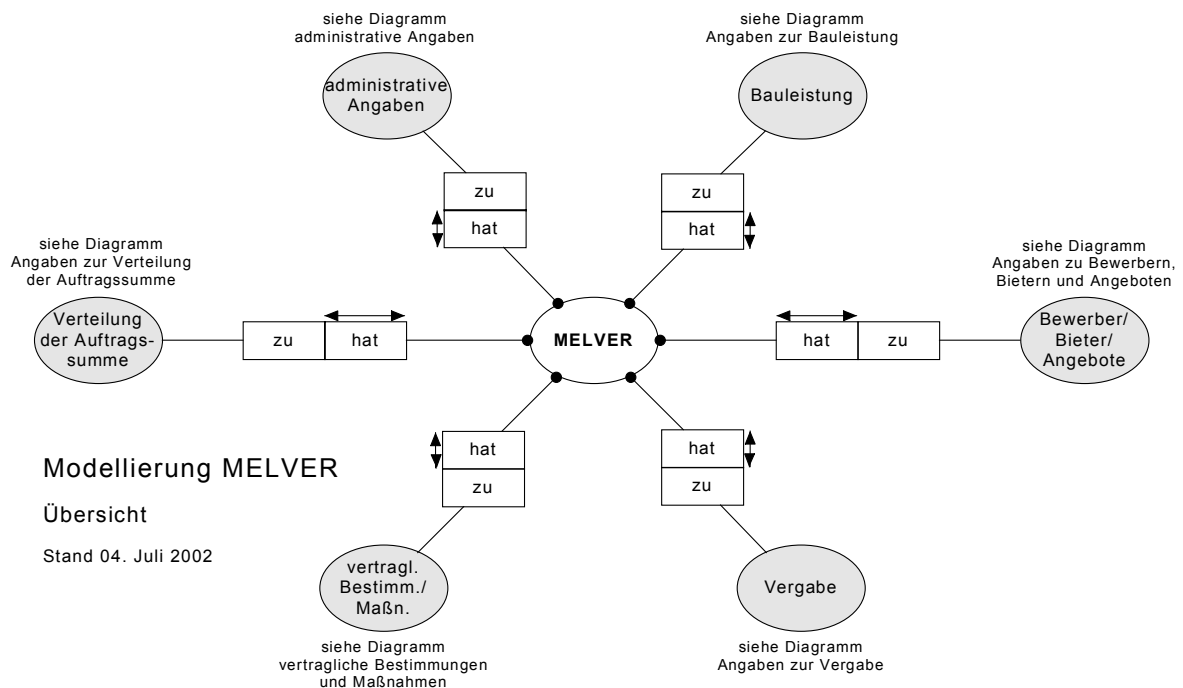 siehe Diagramm
administrative Angaben
siehe Diagramm
Angaben zur Bauleistung
administrative
Angaben
Bauleistung
zu
hat
zu
hat
siehe Diagramm
Angaben zur Verteilung
der Auftragssumme
siehe Diagramm
Angaben zu Bewerbern,
Bietern und Angeboten
Verteilung
der Auftrags-
summe
zu
hat
MELVER
hat
zu
Bewerber/
Bieter/
Angebote
hat
zu
hat
zu
Modellierung MELVER
Übersicht
Stand 04. Juli 2002
vertragl.
Bestimm./
Maßn.
Vergabe
siehe Diagramm
vertragliche Bestimmungen
und Maßnahmen
siehe Diagramm
Angaben zur Vergabe